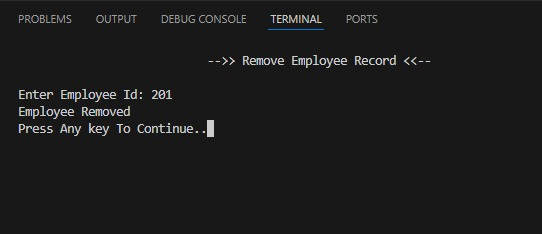 PROBLEMS OUTPUT DEBUG CONSOLE TERMINAL PORTS
-->> Remove Employee Record <<--
Enter Employee Id: 201
Employee Removed
Press Any key To Continue..